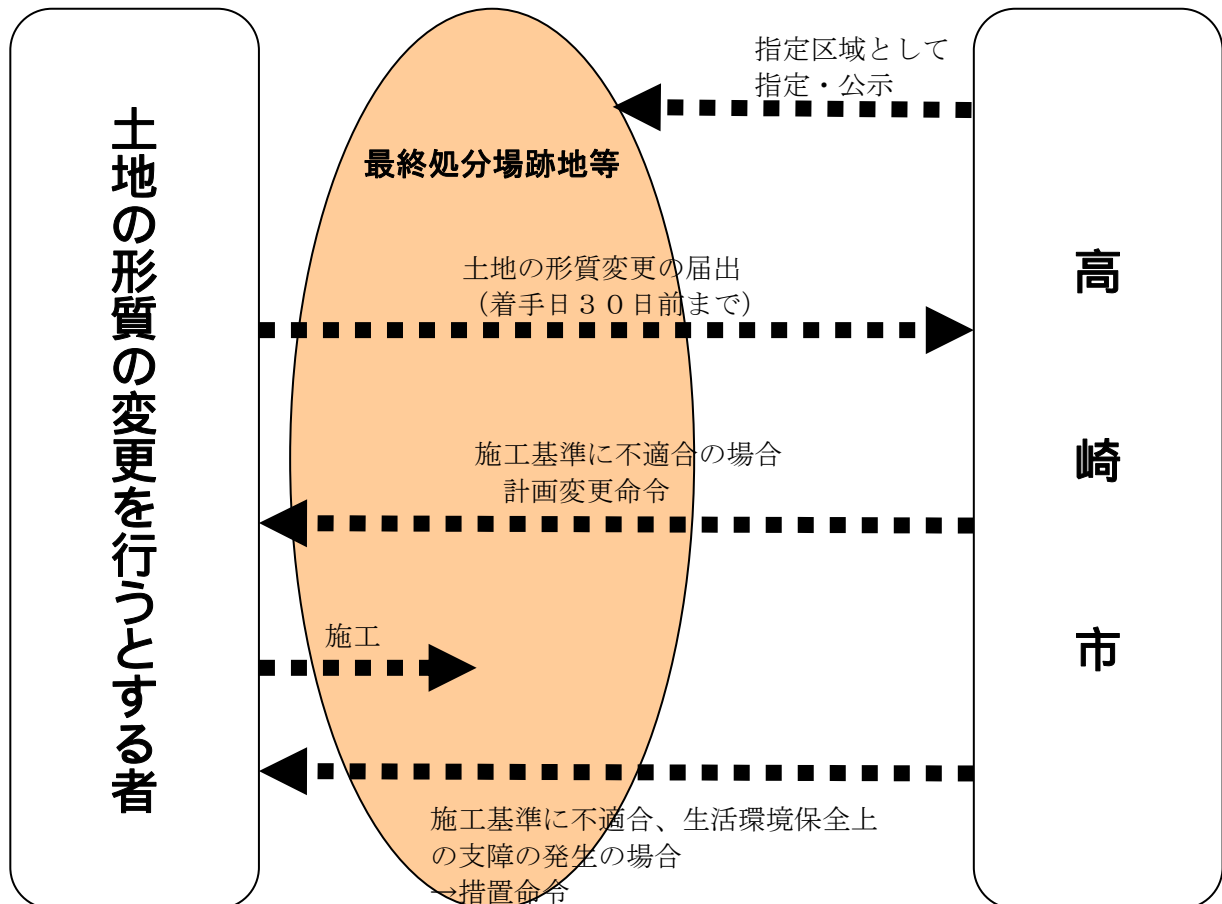 土地の形質の変更を行うとする者
指定区域として
指定・公示
最終処分場跡地等
土地の形質変更の届出
（着手日３０日前まで）
施工基準に不適合の場合
計画変更命令
施工
施工基準に不適合、生活環境保全上
の支障の発生の場合
→措置命令
高崎市